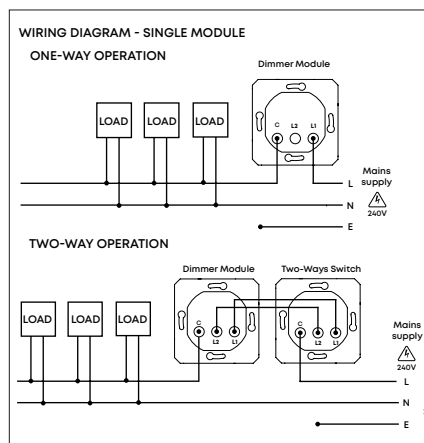 WIRING DIAGRAM - SINGLE MODULE
ONE-WAY OPERATION
Dimmer Module
LOAD LOAD LOAD
C L2 L1
L
Mains
supply
240V
N
E
TWO-WAY OPERATION
Dimmer Module Two-Ways Switch
LOAD LOAD LOAD
C L2 L1
C L2 L1
Mains
supply
240V
L
N
E